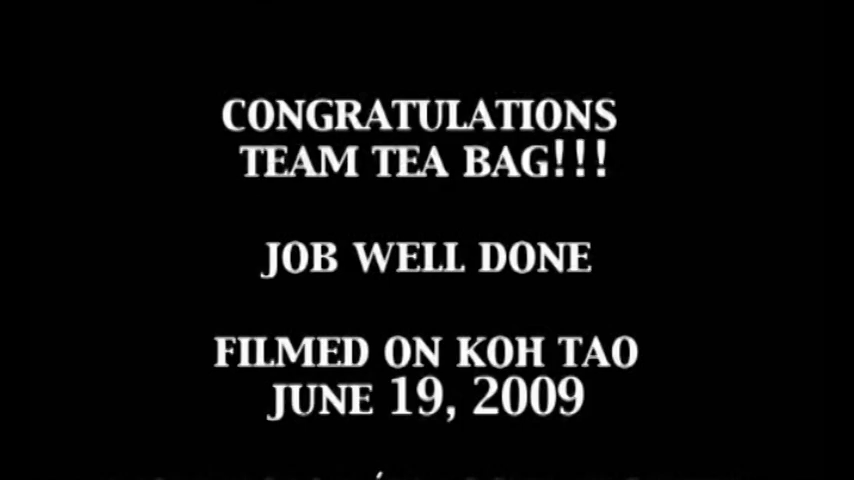 CONGRATULATIONS
TEAM TEA BAG!!!
JOB WELL DONE
FILMED ON KOH TAO
JUNE 19, 2009